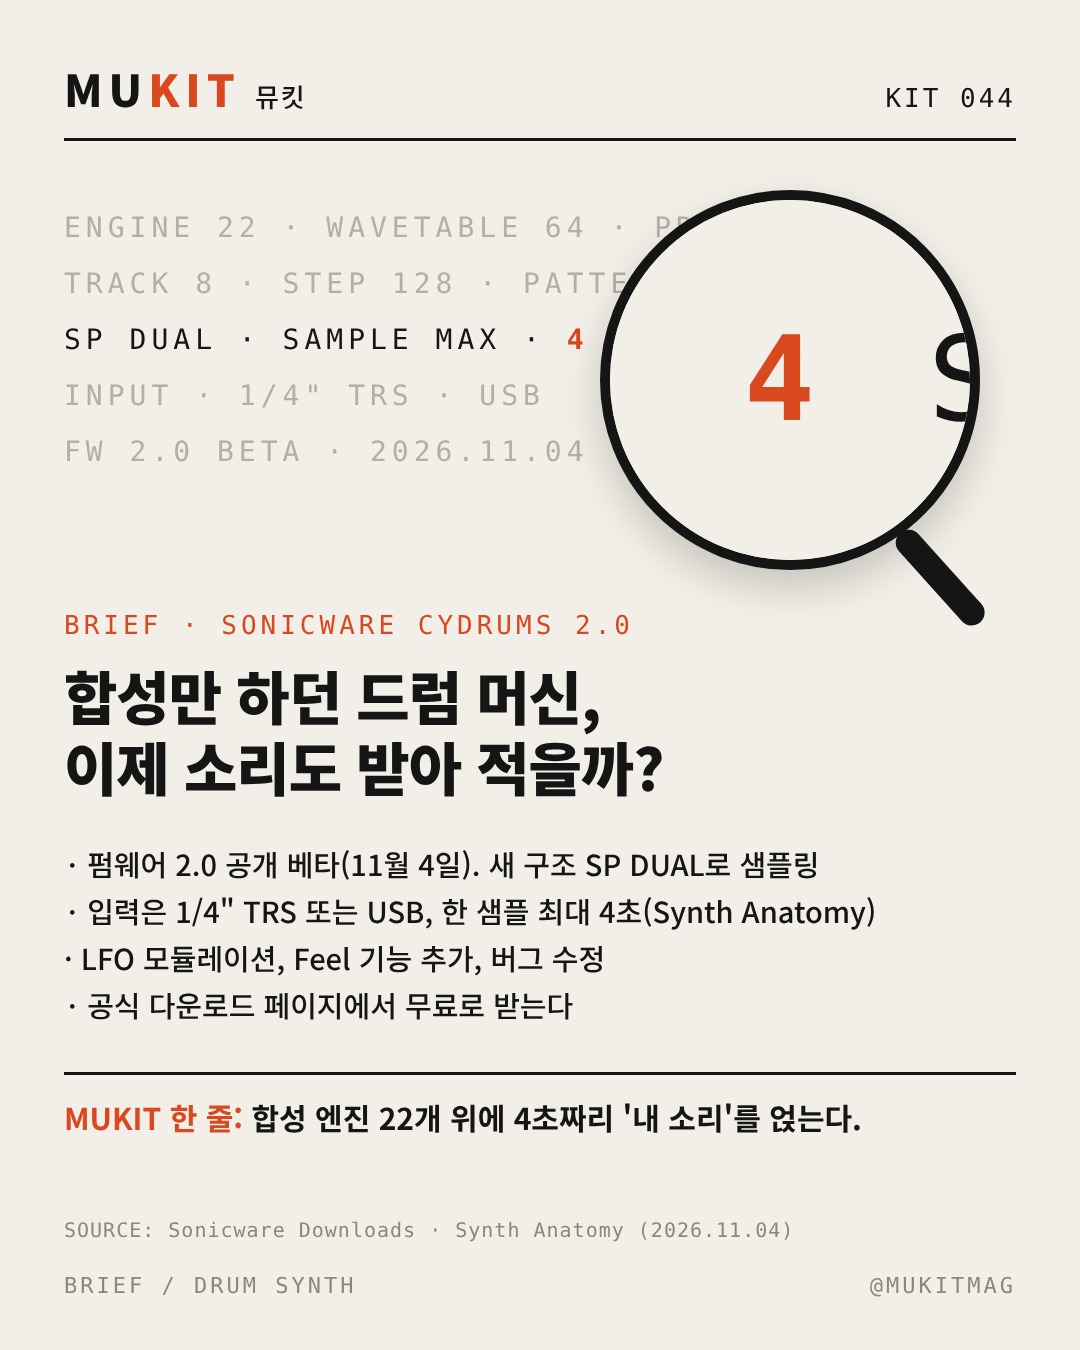 MUKIT 뮤킷
KIT 044
ENGINE 22 · WAVETABLE 64 ·
TRACK 8 · STEP 128 ·
SP DUAL · SAMPLE MAX · 4
INPUT · 1/4" TRS · USB
FW 2.0 BETA · 2026.11.04
4
BRIEF · SONICWARE CYDRUMS 2.0
합성만 하던 드럼 머신,
이제 소리도 받아 적을까?
· 펌웨어 2.0 공개 베타(11월 4일). 새 구조 SP DUAL로 샘플링
· 입력은 1/4" TRS 또는 USB, 한 샘플 최대 4초(Synth Anatomy)
· LFO 모듈레이션, Feel 기능 추가, 버그 수정
· 공식 다운로드 페이지에서 무료로 받는다
MUKIT 한 줄: 합성 엔진 22개 위에 4초짜리 '내 소리'를 얹는다.
SOURCE: Sonicware Downloads · Synth Anatomy (2026.11.04)
BRIEF / DRUM SYNTH
@MUKITMAG